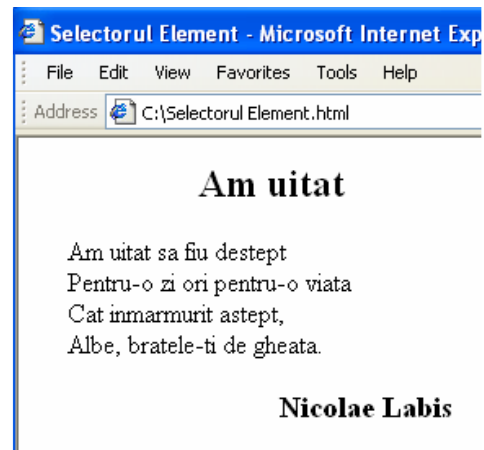 Selectorul Element - Microsoft Internet Exp
File Edit View Favorites Tools Help
Address C:\Selectorul Element.html
Am uitat
Am uitat sa fiu destept
Pentru-o zi ori pentru-o viata
Cat inmarmurit astept,
Albe, bratele-ti de gheata.
Nicolae Labis